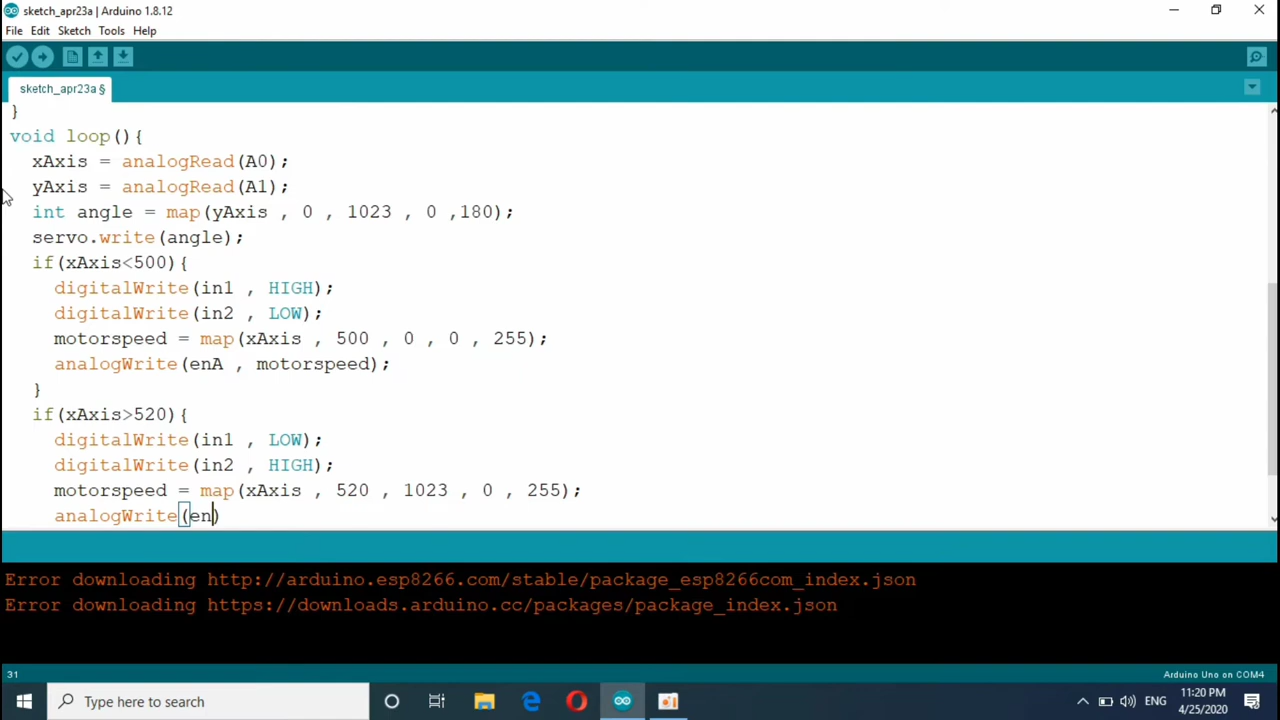 sketch_apr23a | Arduino 1.8.12
File Edit Sketch Tools Help
sketch_apr23a §
}
void loop(){
xAxis = analogRead(A0);
yAxis = analogRead(A1);
int angle = map(yAxis , 0 , 1023 , 0 ,180);
servo.write(angle);
if(xAxis<500){
digitalWrite(in1 , HIGH);
digitalWrite(in2 , LOW);
motorspeed = map(xAxis , 500 , 0 , 0 , 255);
analogWrite(enA , motorspeed);
}
if(xAxis>520){
digitalWrite(in1 , LOW);
digitalWrite(in2 , HIGH);
motorspeed = map(xAxis , 520 , 1023 , 0 , 255);
analogWrite(en)
Error downloading http://arduino.esp8266.com/stable/package_esp8266com_index.json
Error downloading https://downloads.arduino.cc/packages/package_index.json
31
Arduino Uno on COM4
Type here to search
ENG
11:20 PM
4/25/2020